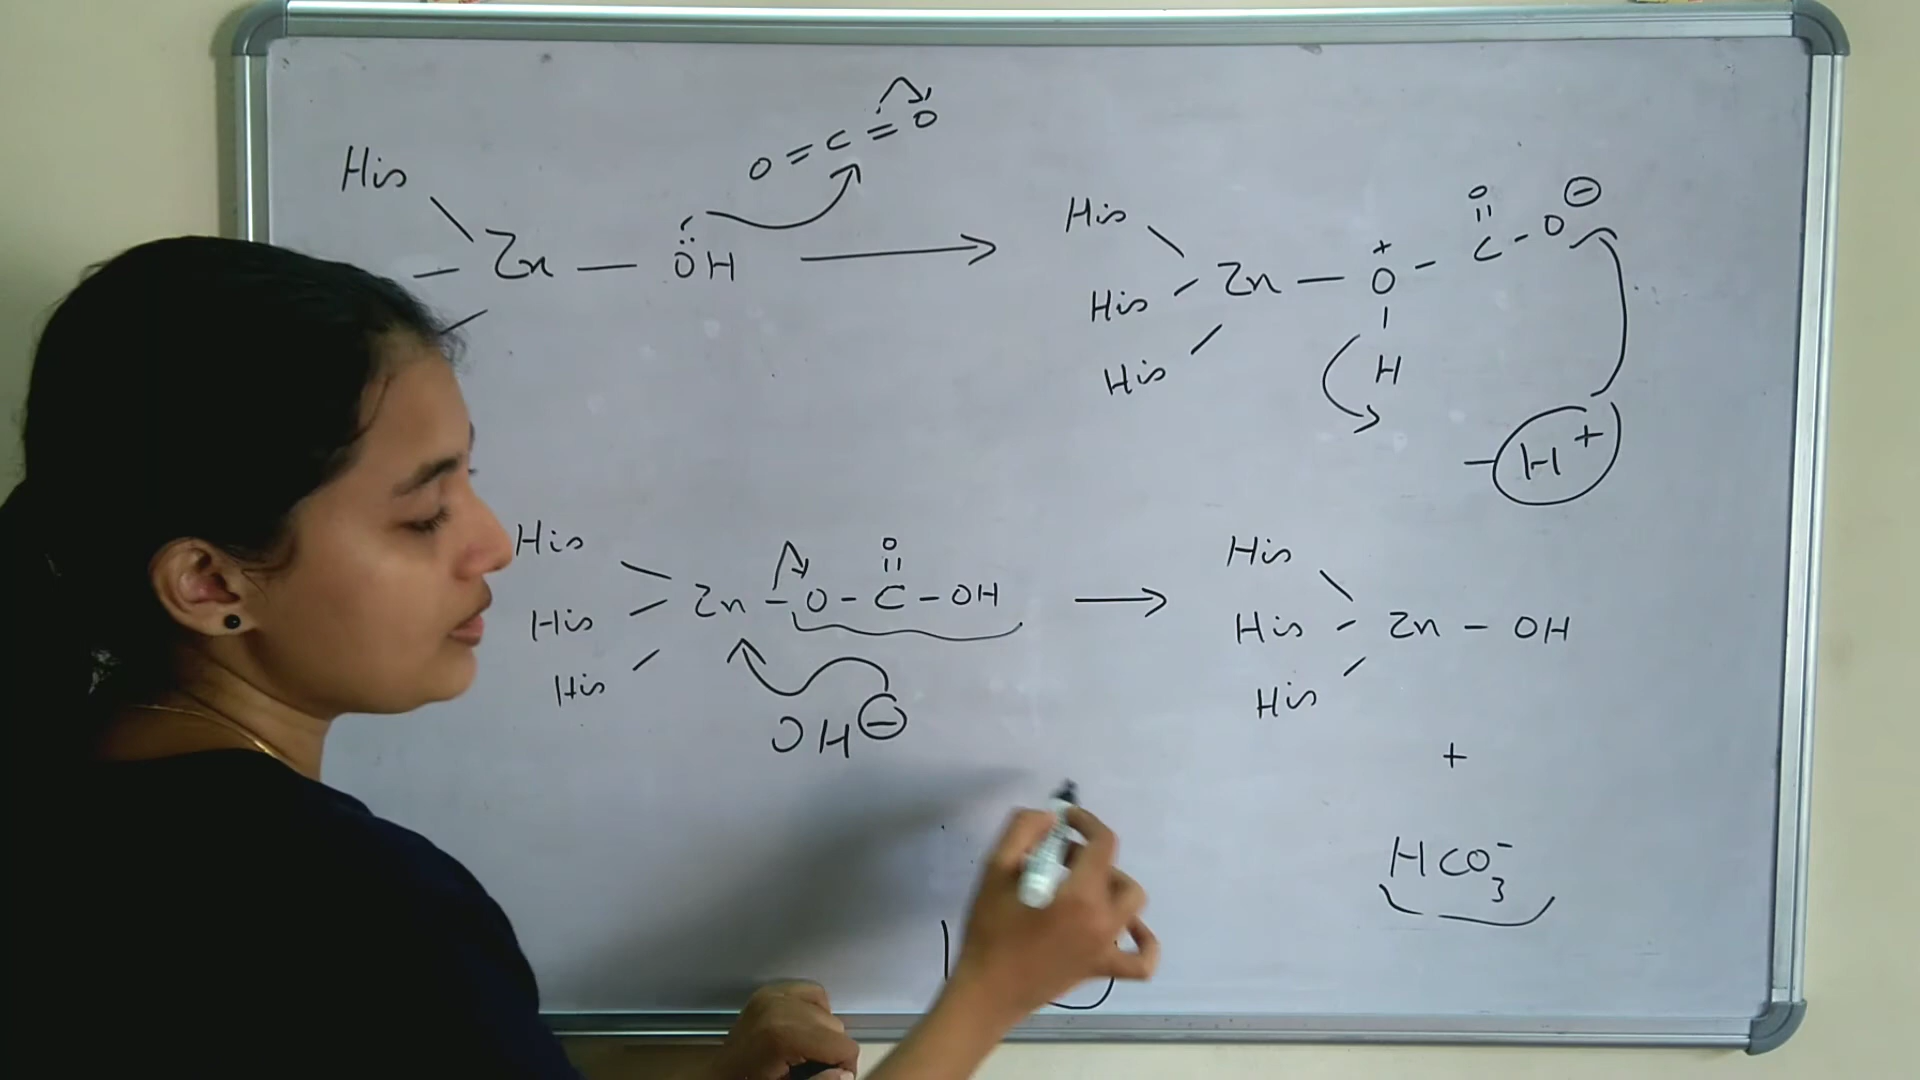 O=C=O
His
Zn — ÖH →
His
His - Zn — O⁺ - C - O⁻
O
||
His
H
- H⁺
His
O
||
His - Zn - O - C - OH →
His
OH⁻
His
His - Zn - OH
His
+
HCO₃⁻